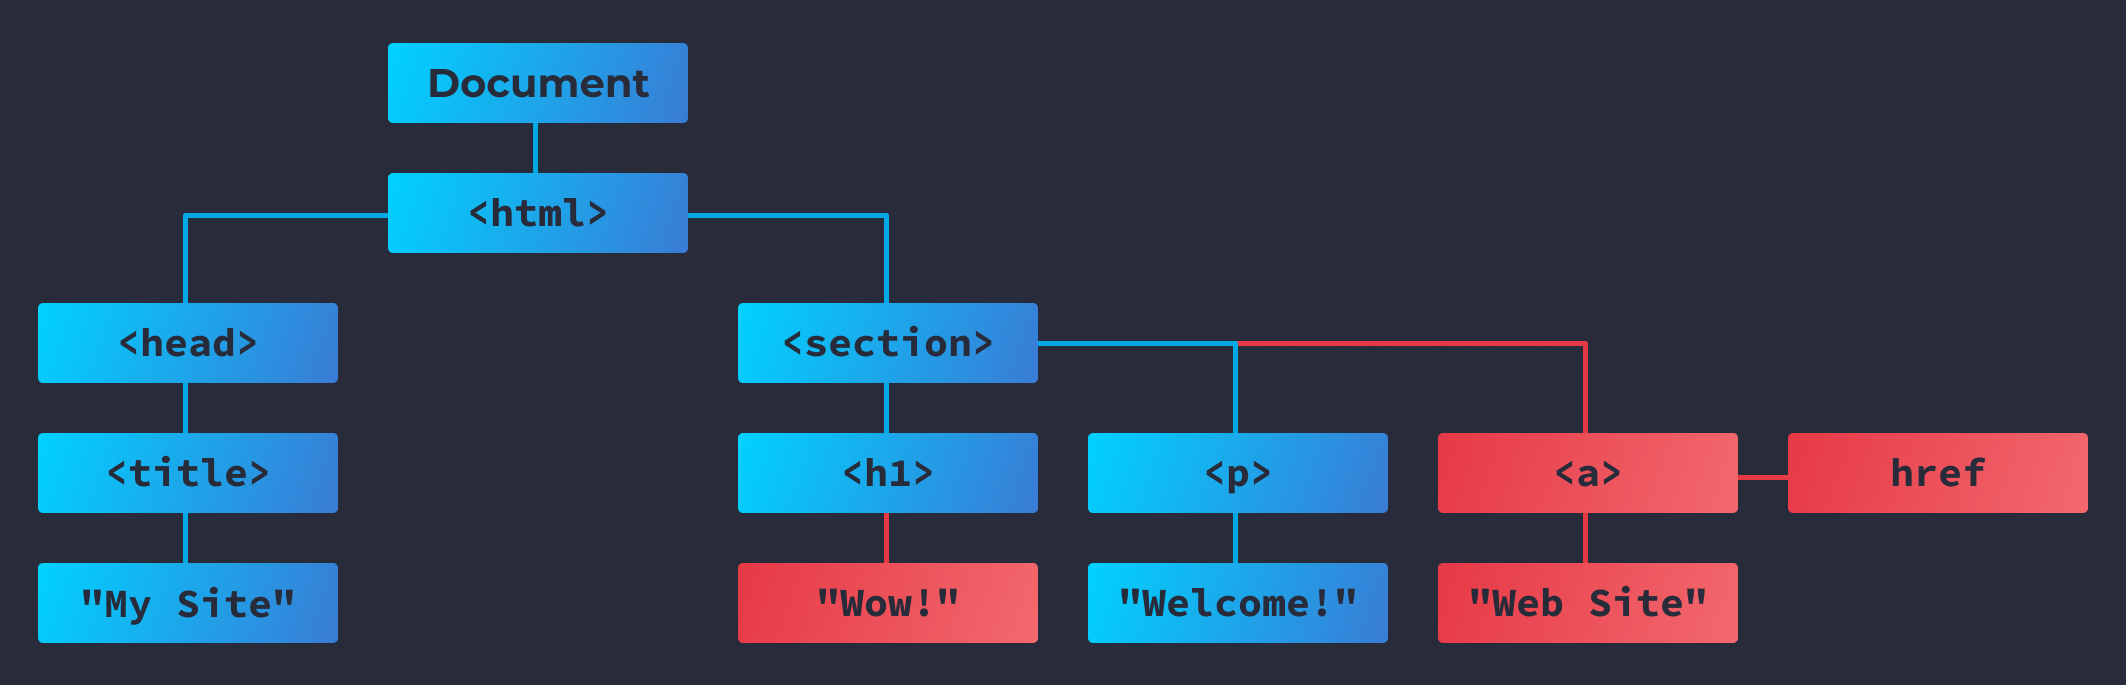 Document
<html>
<head>
<section>
<title>
<h1>
<p>
<a>
href
"My Site"
"Wow!"
"Welcome!"
"Web Site"